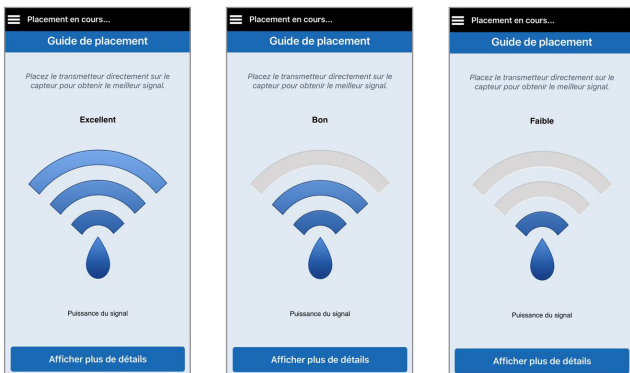 Placement en cours...
Guide de placement
Placez le transmetteur directement sur le
capteur pour obtenir le meilleur signal.
Excellent
Puissance du signal
Afficher plus de détails
Placement en cours...
Guide de placement
Placez le transmetteur directement sur le
capteur pour obtenir le meilleur signal.
Bon
Puissance du signal
Afficher plus de détails
Placement en cours...
Guide de placement
Placez le transmetteur directement sur le
capteur pour obtenir le meilleur signal.
Faible
Puissance du signal
Afficher plus de détails